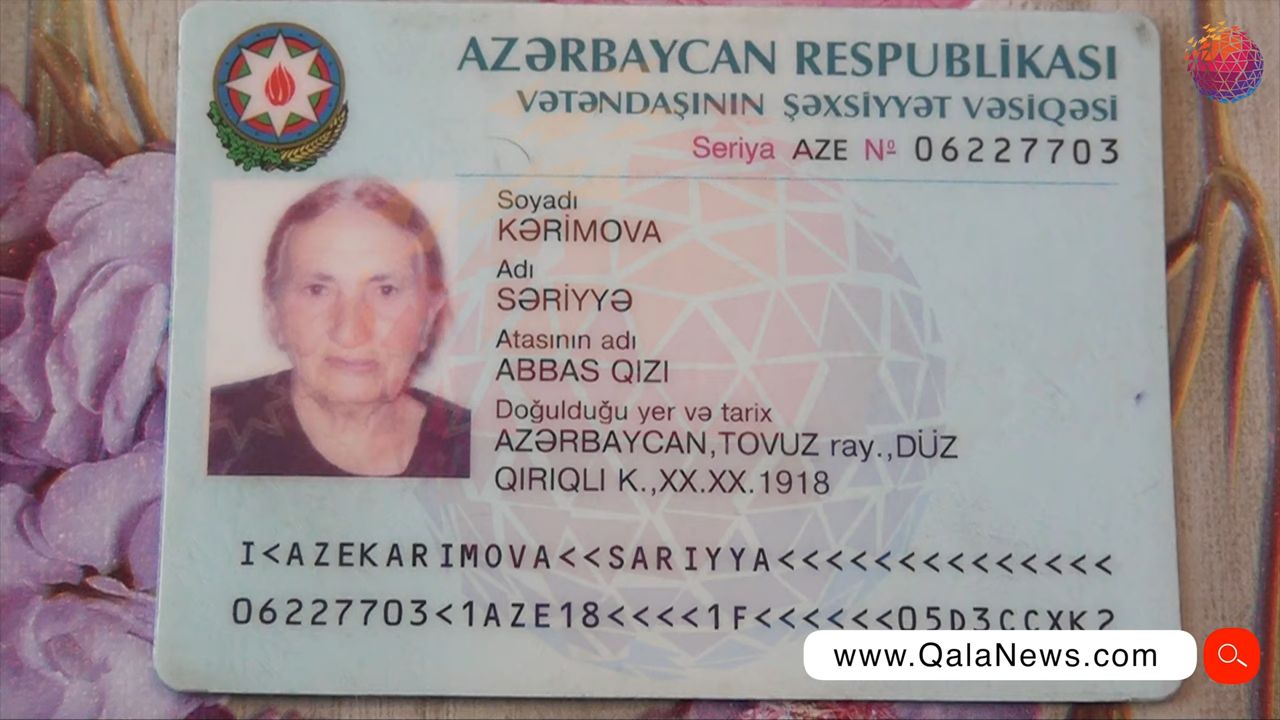 AZƏRBAYCAN RESPUBLİKASI
VƏTƏNDAŞININ ŞƏXSİYYƏT VƏSİQƏSİ
Seriya AZE № 06227703
Soyadı
KƏRİMOVA
Adı
SƏRİYYƏ
Atasının adı
ABBAS QIZI
Doğulduğu yer və tarix
AZƏRBAYCAN,TOVUZ ray.,DÜZ
QIRIQLI K.,XX.XX.1918
I<AZEKARIMOVA<<SARIYYA<<<<<<<<<<<<<<
06227703<1AZE18<<<<1F<<<<<<05D3CCXK2
www.QalaNews.com